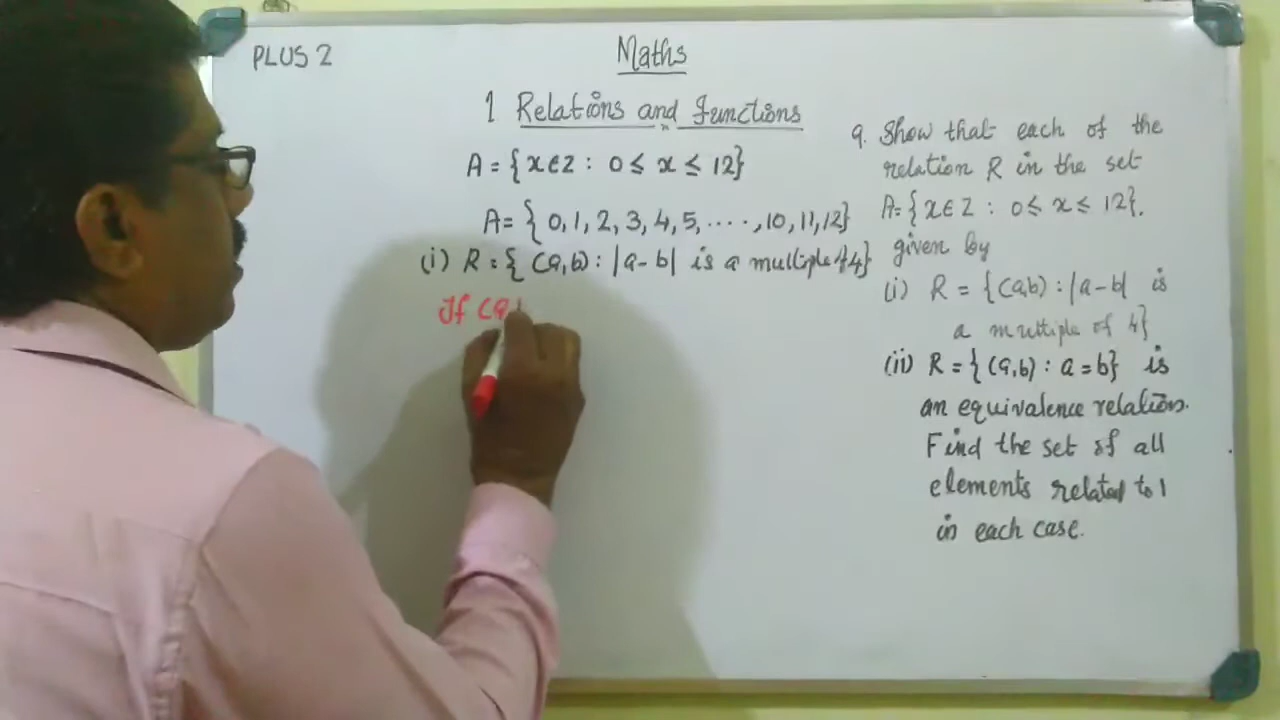 PLUS 2
Maths
1 Relations and Functions
A = { x ∈ Z : 0 ≤ x ≤ 12}
A = { 0, 1, 2, 3, 4, 5, ....., 10, 11, 12}
(i) R = { (a,b) : |a-b| is a multiple of 4}
If (a,
9. Show that each of the
relation R in the set
A = { x ∈ Z : 0 ≤ x ≤ 12}.
given by
(i) R = {(a,b) : |a-b| is
a multiple of 4}
(ii) R = {(a,b) : a = b} is
an equivalence relation.
Find the set of all
elements related to 1
in each case.